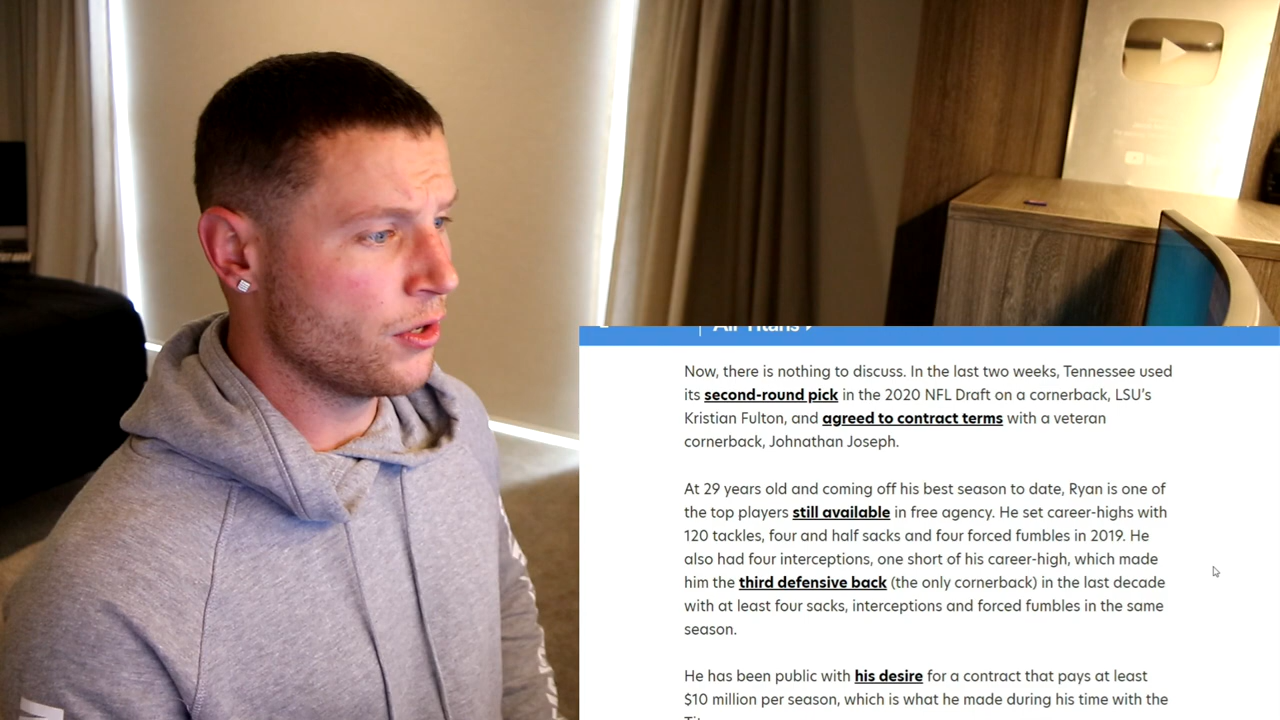 All Titans
Now, there is nothing to discuss. In the last two weeks, Tennessee used
its second-round pick in the 2020 NFL Draft on a cornerback, LSU's
Kristian Fulton, and agreed to contract terms with a veteran
cornerback, Johnathan Joseph.
At 29 years old and coming off his best season to date, Ryan is one of
the top players still available in free agency. He set career-highs with
120 tackles, four and half sacks and four forced fumbles in 2019. He
also had four interceptions, one short of his career-high, which made
him the third defensive back (the only cornerback) in the last decade
with at least four sacks, interceptions and forced fumbles in the same
season.
He has been public with his desire for a contract that pays at least
$10 million per season, which is what he made during his time with the